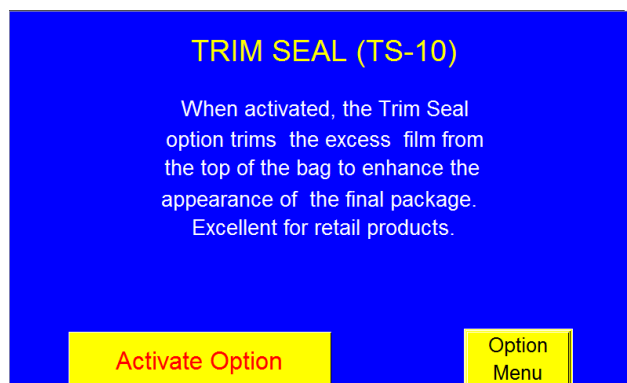 TRIM SEAL (TS-10)
When activated, the Trim Seal
option trims the excess film from
the top of the bag to enhance the
appearance of the final package.
Excellent for retail products.
Activate Option
Option
Menu